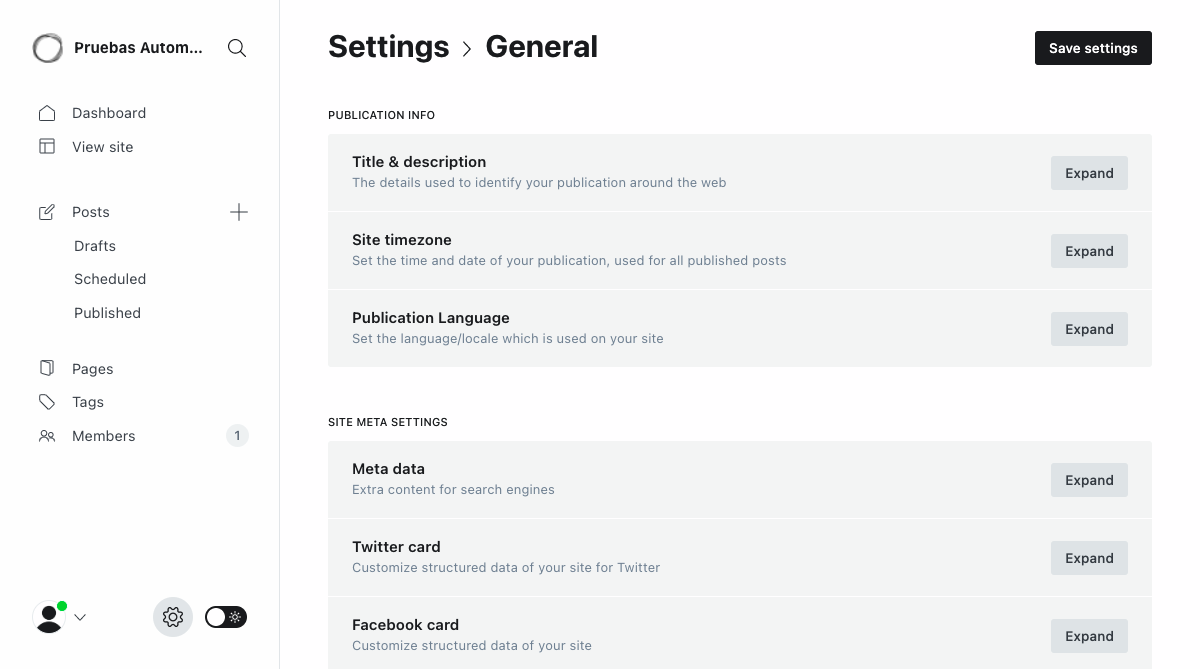 Pruebas Autom...
Dashboard
View site
Posts
Drafts
Scheduled
Published
Pages
Tags
Members
1
Settings
General
Save settings
PUBLICATION INFO
Title & description
The details used to identify your publication around the web
Expand
Site timezone
Set the time and date of your publication, used for all published posts
Expand
Publication Language
Set the language/locale which is used on your site
Expand
SITE META SETTINGS
Meta data
Extra content for search engines
Expand
Twitter card
Customize structured data of your site for Twitter
Expand
Facebook card
Customize structured data of your site
Expand